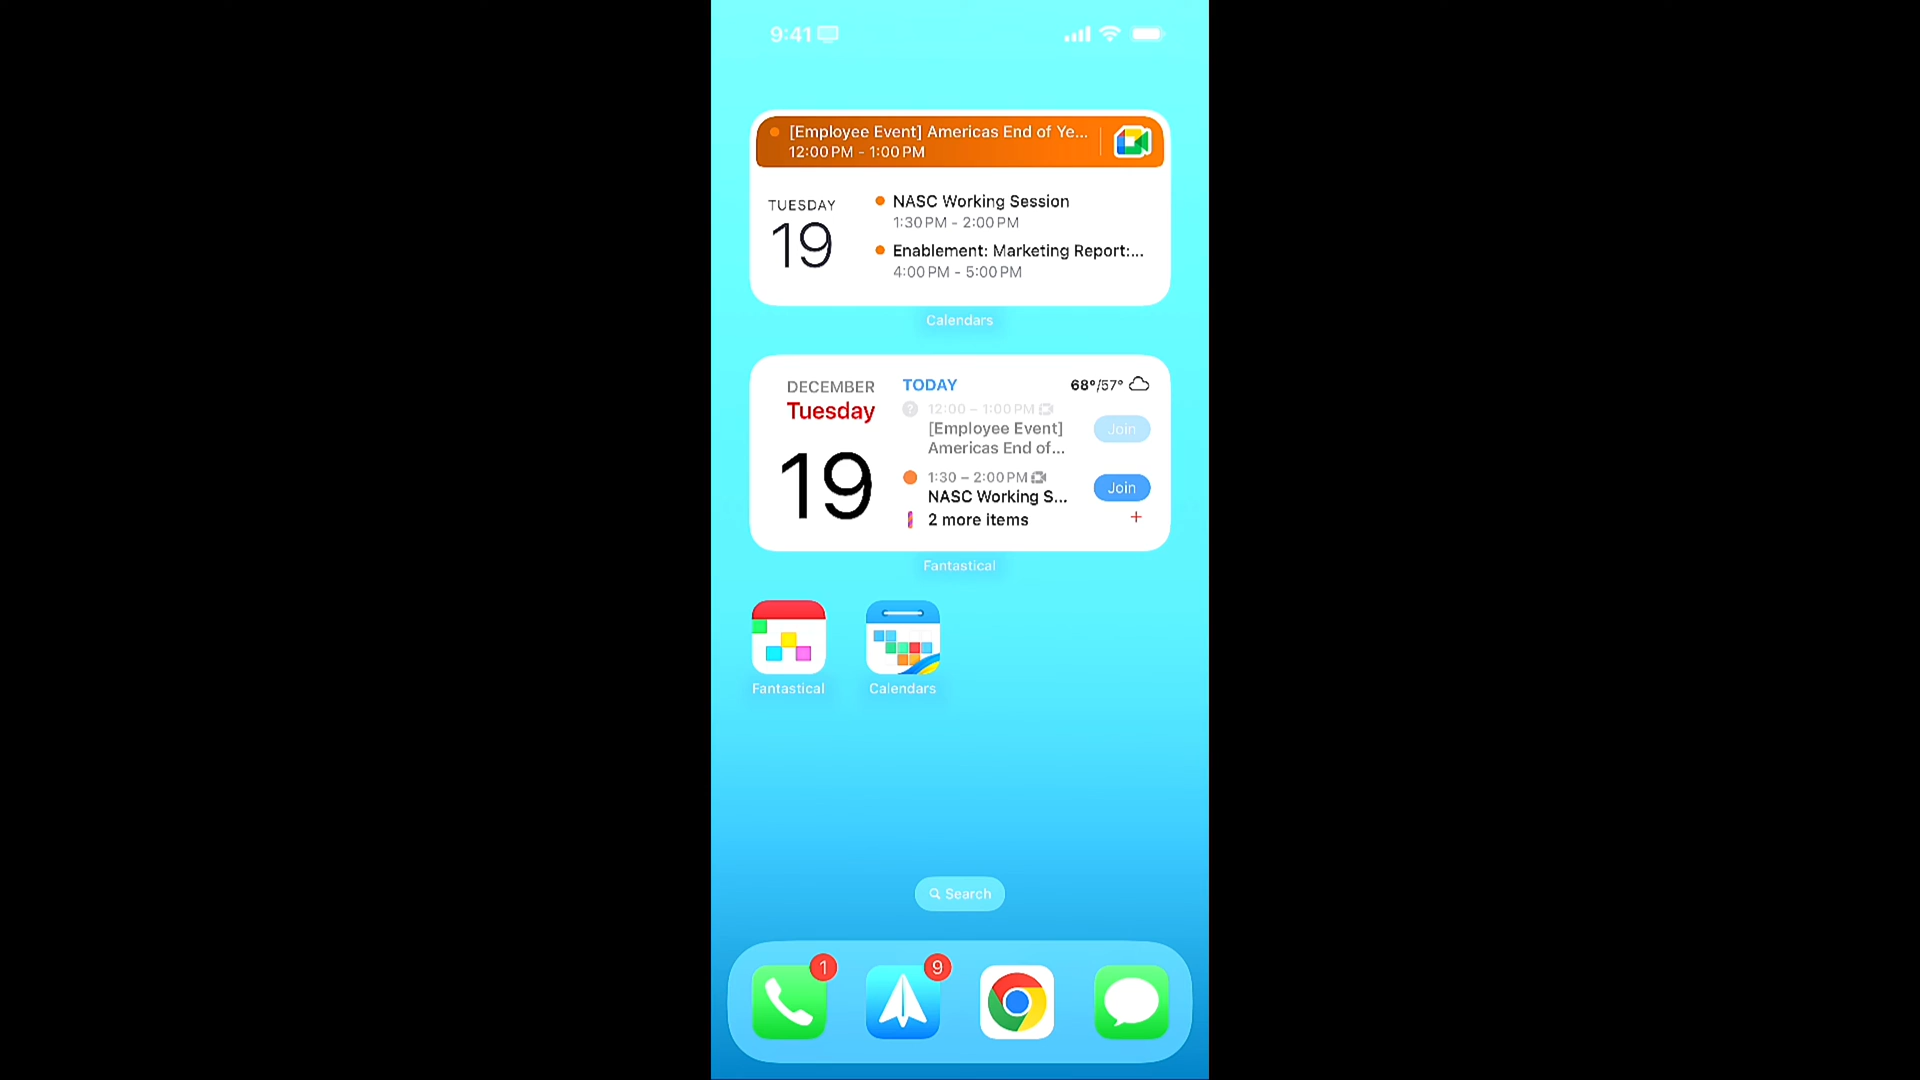 9:41
[Employee Event] Americas End of Ye...
12:00 PM - 1:00 PM
TUESDAY
19
NASC Working Session
1:30 PM - 2:00 PM
Enablement: Marketing Report:...
4:00 PM - 5:00 PM
Calendars
DECEMBER
Tuesday
19
TODAY
68°/57°
12:00 – 1:00 PM
[Employee Event]
Americas End of...
Join
1:30 – 2:00 PM
NASC Working S...
Join
2 more items
+
Fantastical
Fantastical
Calendars
Search
1
9